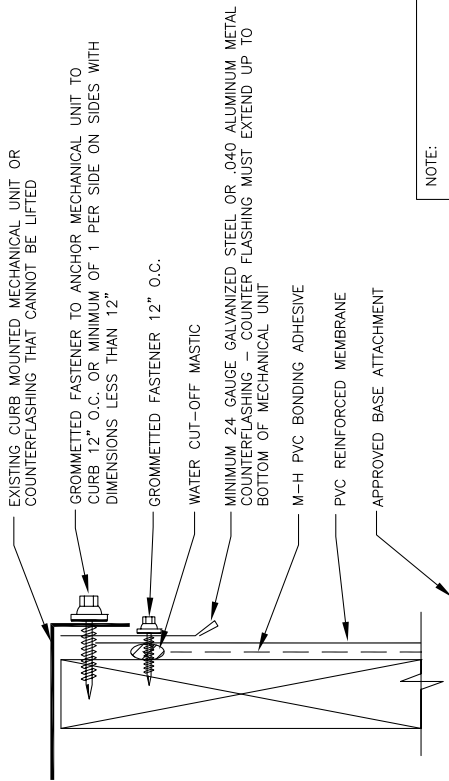 EXISTING CURB MOUNTED MECHANICAL UNIT OR
COUNTERFLASHING THAT CANNOT BE LIFTED
GROMMETTED FASTENER TO ANCHOR MECHANICAL UNIT TO
CURB 12" O.C. OR MINIMUM OF 1 PER SIDE ON SIDES WITH
DIMENSIONS LESS THAN 12"
GROMMETTED FASTENER 12" O.C.
WATER CUT-OFF MASTIC
MINIMUM 24 GAUGE GALVANIZED STEEL OR .040 ALUMINUM METAL
COUNTERFLASHING – COUNTER FLASHING MUST EXTEND UP TO
BOTTOM OF MECHANICAL UNIT
M-H PVC BONDING ADHESIVE
PVC REINFORCED MEMBRANE
APPROVED BASE ATTACHMENT
NOTE: